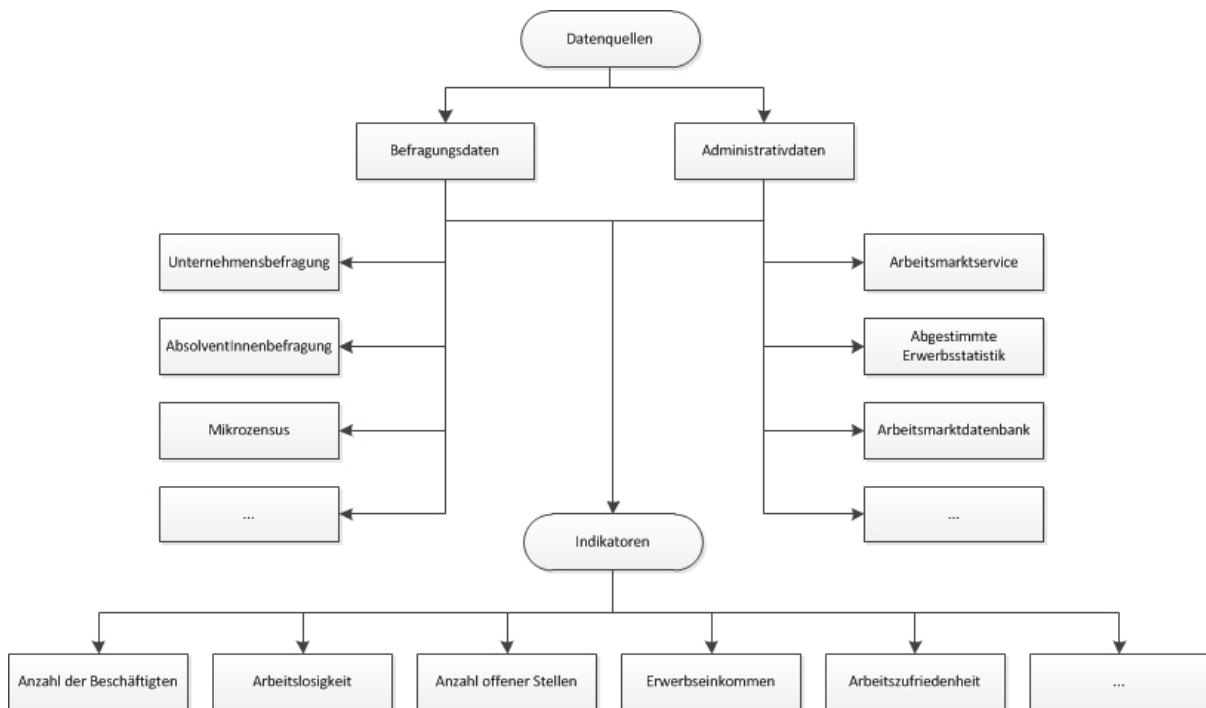 Datenquellen
Befragungsdaten
Administrativdaten
Unternehmensbefragung
Arbeitsmarktservice
AbsolventInnenbefragung
Abgestimmte
Erwerbsstatistik
Mikrozensus
Arbeitsmarktdatenbank
...
...
Indikatoren
Anzahl der Beschäftigten
Arbeitslosigkeit
Anzahl offener Stellen
Erwerbseinkommen
Arbeitszufriedenheit
...